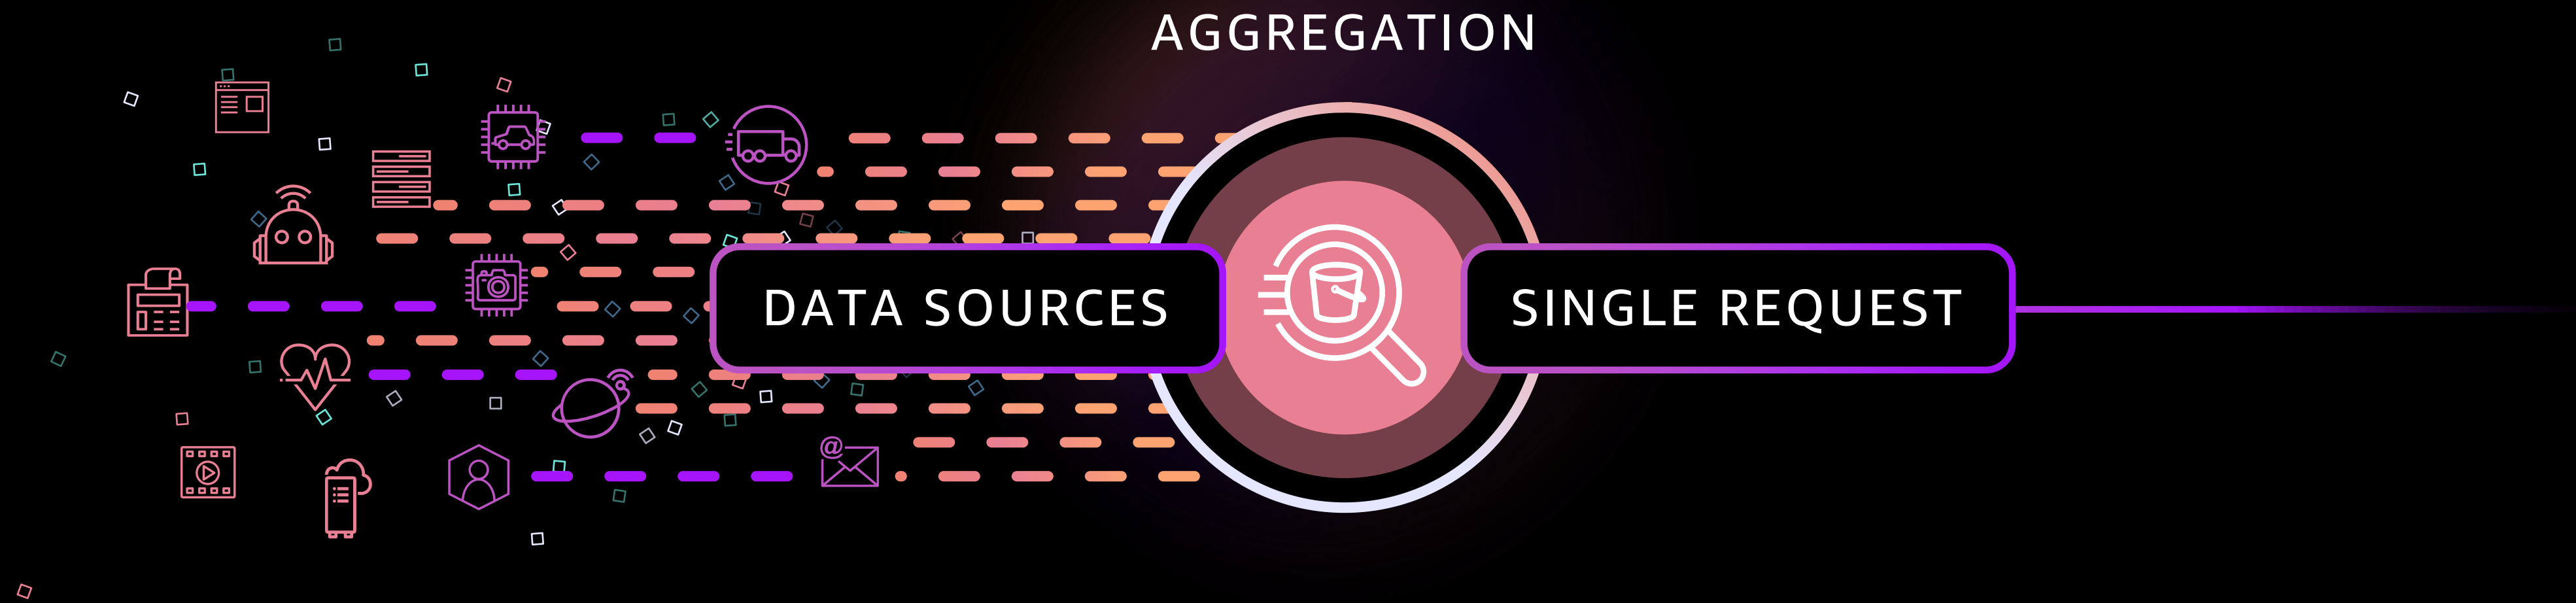 AGGREGATION
DATA SOURCES
SINGLE REQUEST
@